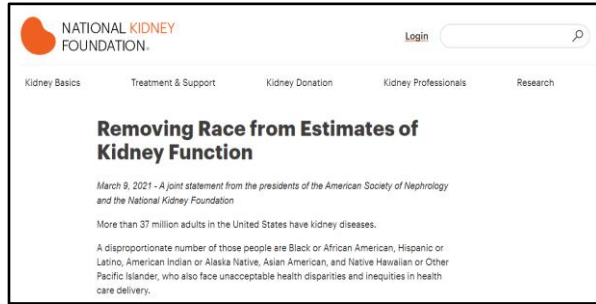 NATIONAL KIDNEY
FOUNDATION®
Login
Kidney Basics Treatment & Support Kidney Donation Kidney Professionals Research
Removing Race from Estimates of
Kidney Function
March 9, 2021 - A joint statement from the presidents of the American Society of Nephrology
and the National Kidney Foundation
More than 37 million adults in the United States have kidney diseases.
A disproportionate number of those people are Black or African American, Hispanic or
Latino, American Indian or Alaska Native, Asian American, and Native Hawaiian or Other
Pacific Islander, who also face unacceptable health disparities and inequities in health
care delivery.